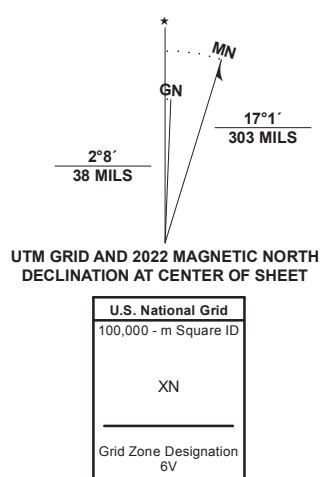 ★
MN
GN
17°1´
303 MILS
2°8´
38 MILS
UTM GRID AND 2022 MAGNETIC NORTH
DECLINATION AT CENTER OF SHEET
U.S. National Grid
100,000 - m Square ID
XN
Grid Zone Designation
6V